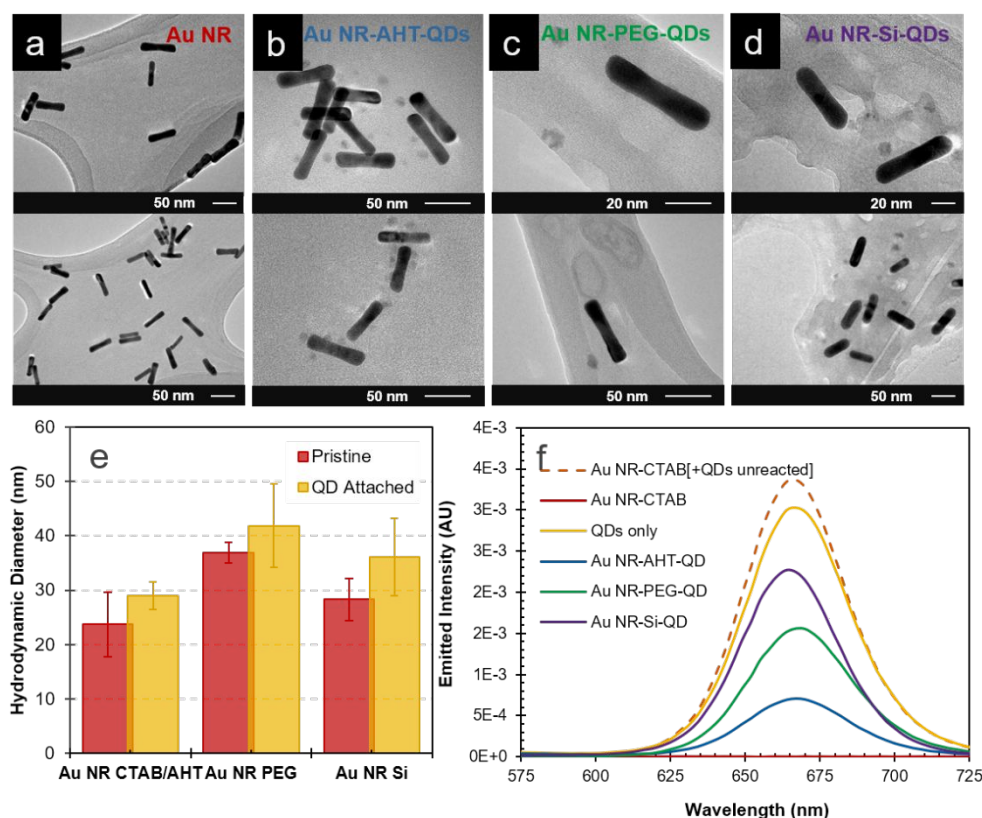 a
Au NR
b
Au NR-AHT-QDs
c
Au NR-PEG-QDs
d
Au NR-Si-QDs
50 nm
50 nm
20 nm
20 nm
50 nm
50 nm
50 nm
50 nm
e
Hydrodynamic Diameter (nm)
60
50
40
30
20
10
0
Pristine
QD Attached
Au NR CTAB/AHT
Au NR PEG
Au NR Si
f
Emitted Intensity (AU)
4E-3
4E-3
3E-3
3E-3
2E-3
2E-3
1E-3
5E-4
0E+0
Au NR-CTAB[+QDs unreacted]
Au NR-CTAB
QDs only
Au NR-AHT-QD
Au NR-PEG-QD
Au NR-Si-QD
575
600
625
650
675
700
725
Wavelength (nm)